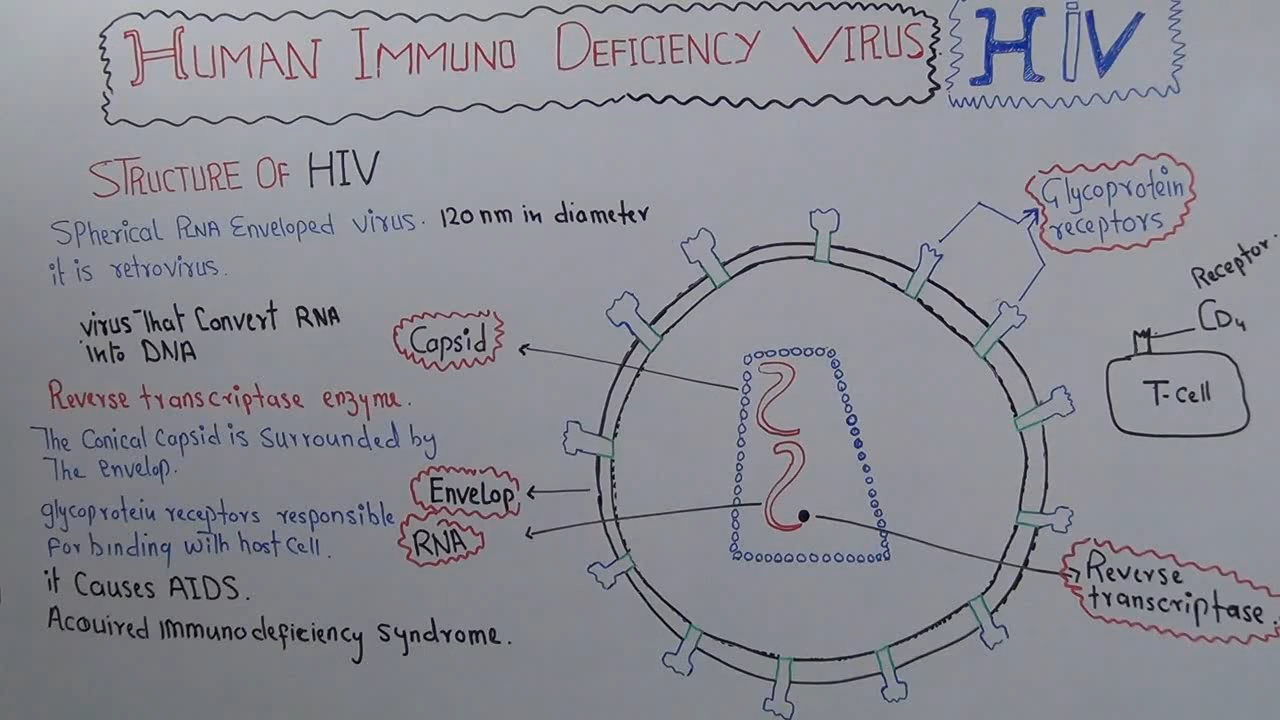 HUMAN IMMUNO DEFICIENCY VIRUS
HiV
STRUCTURE OF HIV
Spherical RNA Enveloped virus. 120 nm in diameter
it is retrovirus.
virus That Convert RNA
into DNA
Reverse transcriptase enzyme.
The Conical Capsid is Surrounded by
The envelop.
glycoprotein receptors responsible
For binding with host cell.
it Causes AIDS.
Acquired immunodeficiency syndrome.
Capsid
Envelop
RNA
Glycoprotein
receptors
Receptor.
CD4
T-cell
Reverse
transcriptase.